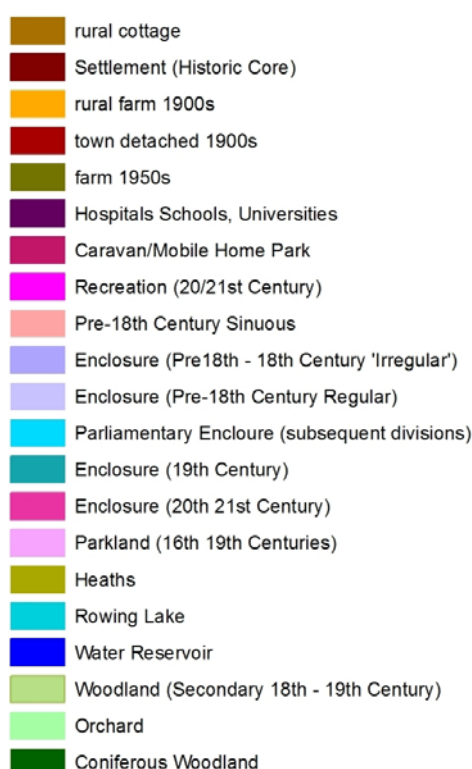 rural cottage
Settlement (Historic Core)
rural farm 1900s
town detached 1900s
farm 1950s
Hospitals Schools, Universities
Caravan/Mobile Home Park
Recreation (20/21st Century)
Pre-18th Century Sinuous
Enclosure (Pre18th - 18th Century 'Irregular')
Enclosure (Pre-18th Century Regular)
Parliamentary Encloure (subsequent divisions)
Enclosure (19th Century)
Enclosure (20th 21st Century)
Parkland (16th 19th Centuries)
Heaths
Rowing Lake
Water Reservoir
Woodland (Secondary 18th - 19th Century)
Orchard
Coniferous Woodland